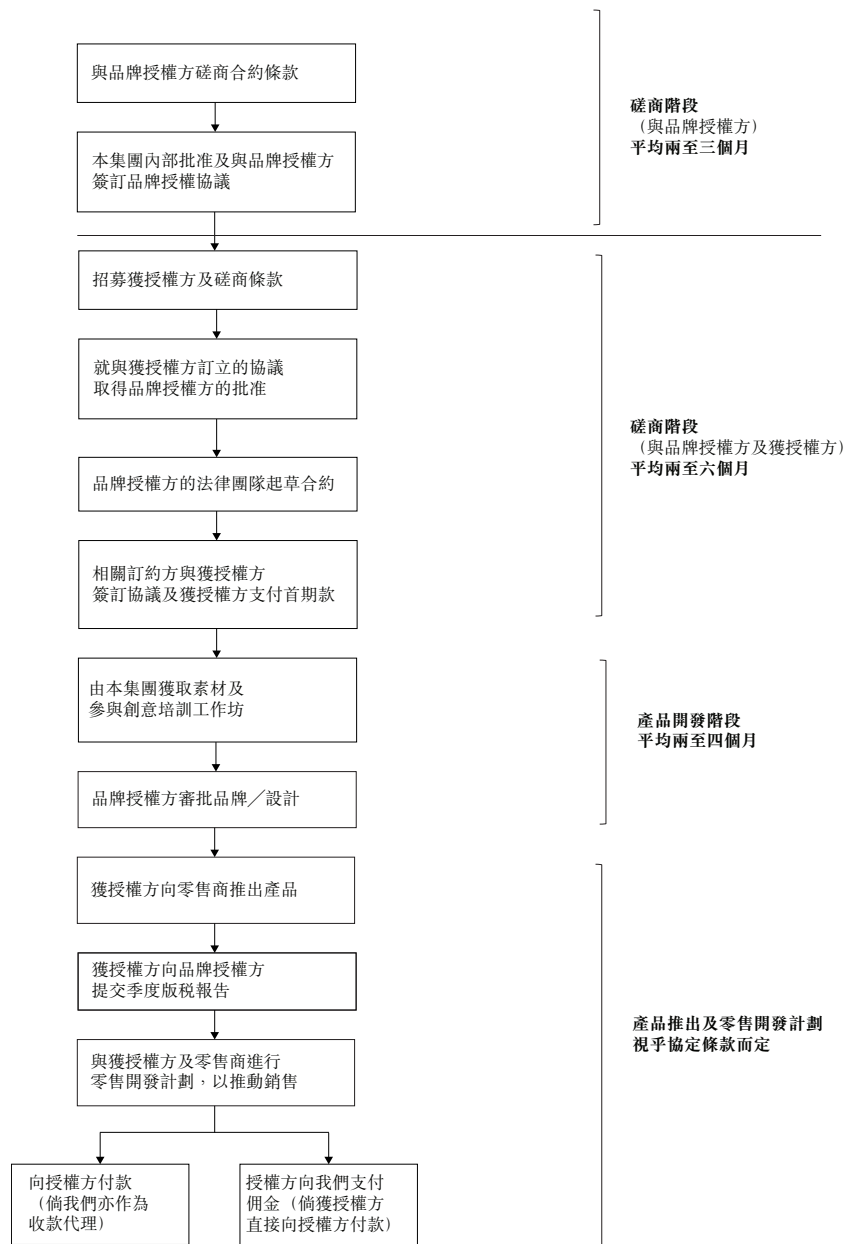 與品牌授權方磋商合約條款
本集團內部批准及與品牌授權方
簽訂品牌授權協議
磋商階段
（與品牌授權方）
平均兩至三個月
招募獲授權方及磋商條款
就與獲授權方訂立的協議
取得品牌授權方的批准
品牌授權方的法律團隊起草合約
相關訂約方與獲授權方
簽訂協議及獲授權方支付首期款
磋商階段
（與品牌授權方及獲授權方）
平均兩至六個月
由本集團獲取素材及
參與創意培訓工作坊
品牌授權方審批品牌／設計
產品開發階段
平均兩至四個月
獲授權方向零售商推出產品
獲授權方向品牌授權方
提交季度版稅報告
與獲授權方及零售商進行
零售開發計劃，以推動銷售
向授權方付款
（倘我們亦作為
收款代理）
授權方向我們支付
佣金（倘獲授權方
直接向授權方付款）
產品推出及零售開發計劃
視乎協定條款而定